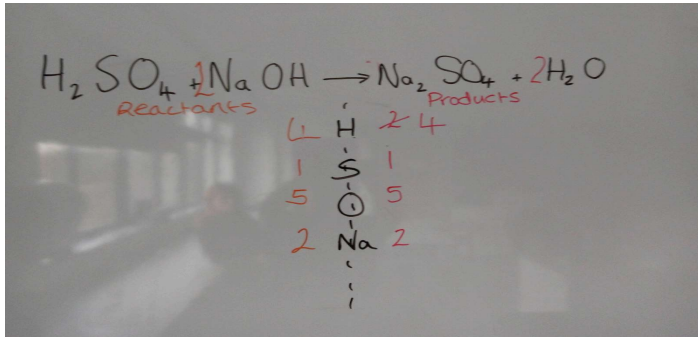 H₂SO₄ + 2NaOH → Na₂SO₄ + 2H₂O
Reactants Products
4 H 2 4
1 S 1
5 O 5
2 Na 2